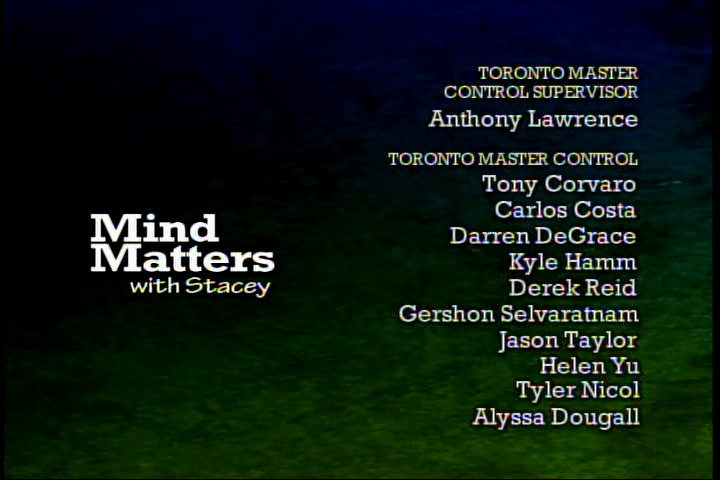 Mind
Matters
with Stacey
TORONTO MASTER
CONTROL SUPERVISOR
Anthony Lawrence
TORONTO MASTER CONTROL
Tony Corvaro
Carlos Costa
Darren DeGrace
Kyle Hamm
Derek Reid
Gershon Selvaratnam
Jason Taylor
Helen Yu
Tyler Nicol
Alyssa Dougall